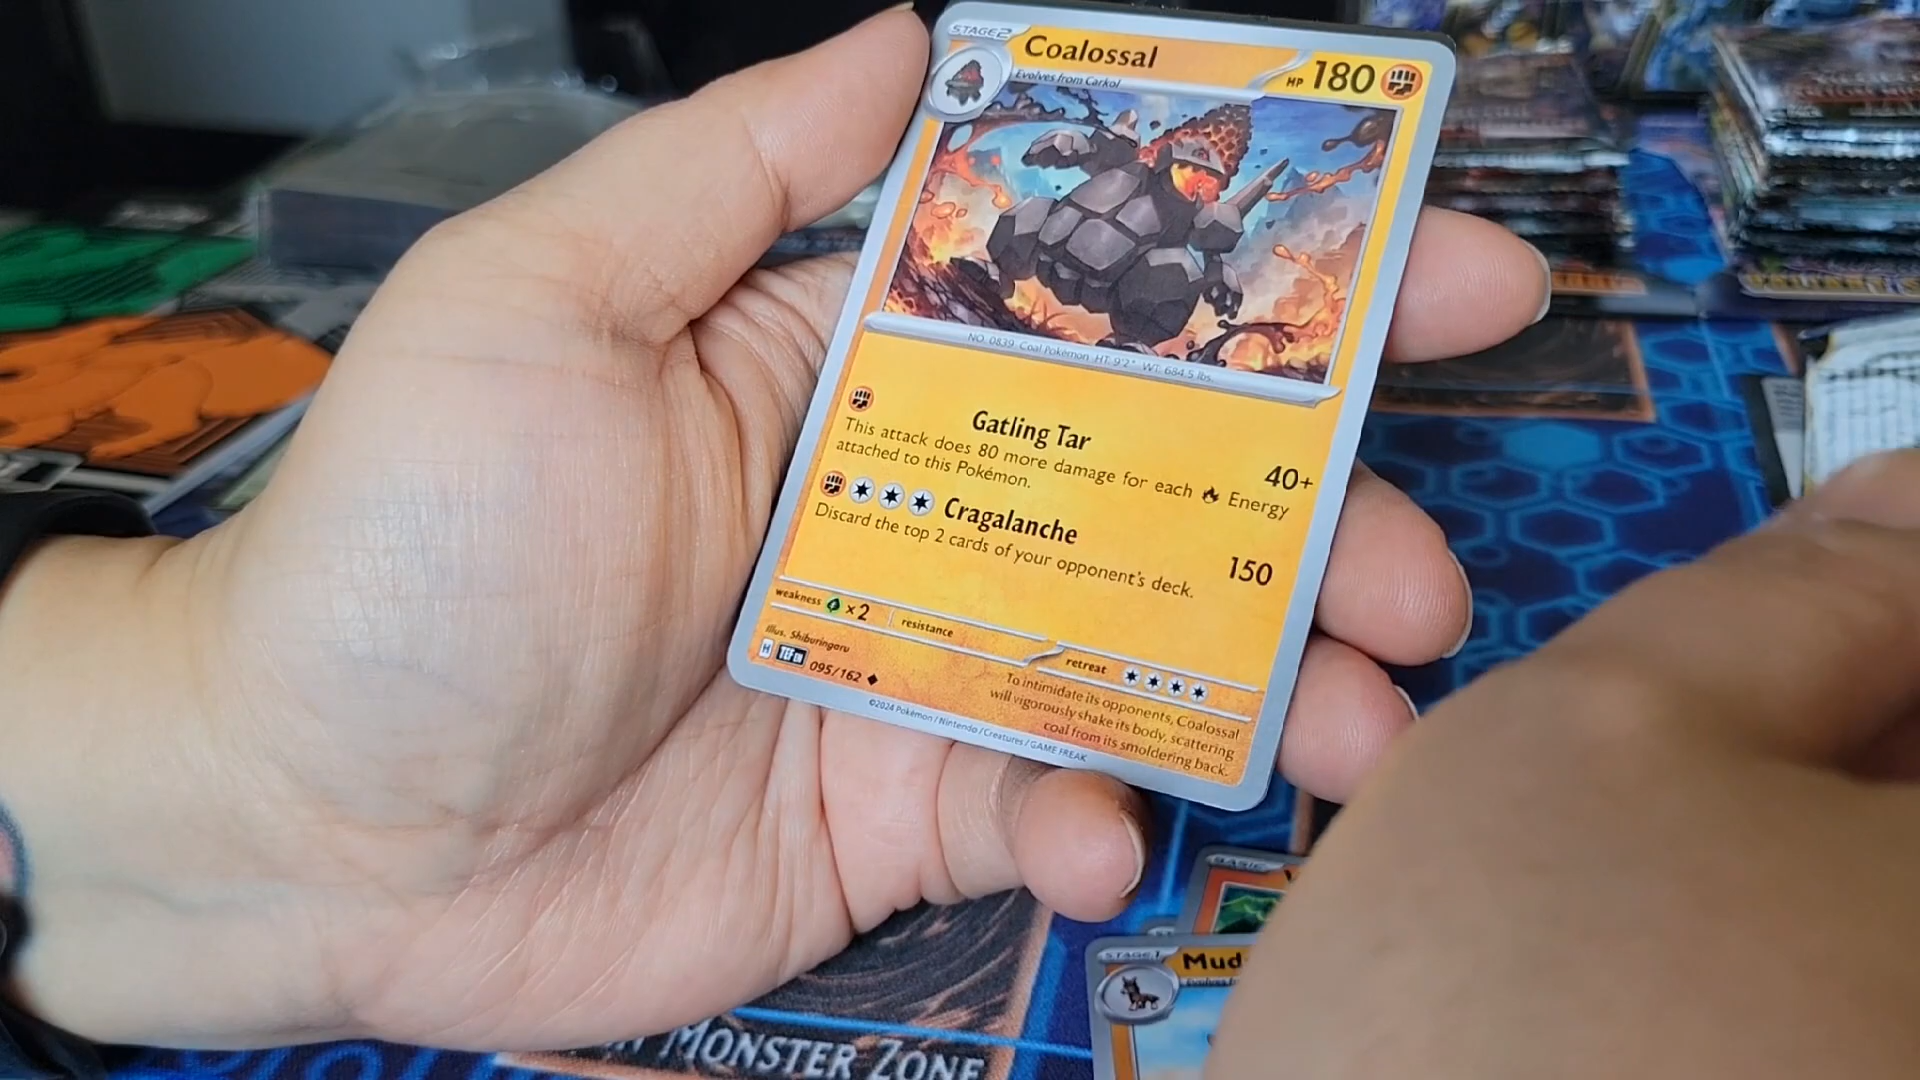 STAGE2
Coalossal
HP 180
Evolves from Carkol
NO. 0839 Coal Pokémon HT: 9'2" WT: 684.5 lbs.
Gatling Tar
40+
This attack does 80 more damage for each Energy
attached to this Pokémon.
Cragalanche
150
Discard the top 2 cards of your opponent's deck.
weakness ×2
resistance
retreat
Illus. Shiburingaru
H TEF EN 095/162
To intimidate its opponents, Coalossal
will vigorously shake its body, scattering
coal from its smoldering back.
©2024 Pokémon / Nintendo / Creatures / GAME FREAK
BASIC
STAGE1
Mud
MONSTER ZONE